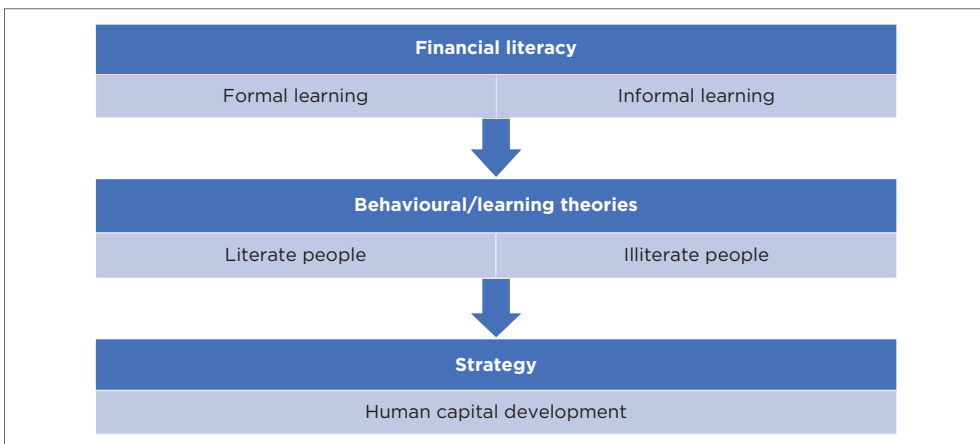 Financial literacy
Formal learning Informal learning
Behavioural/learning theories
Literate people Illiterate people
Strategy
Human capital development